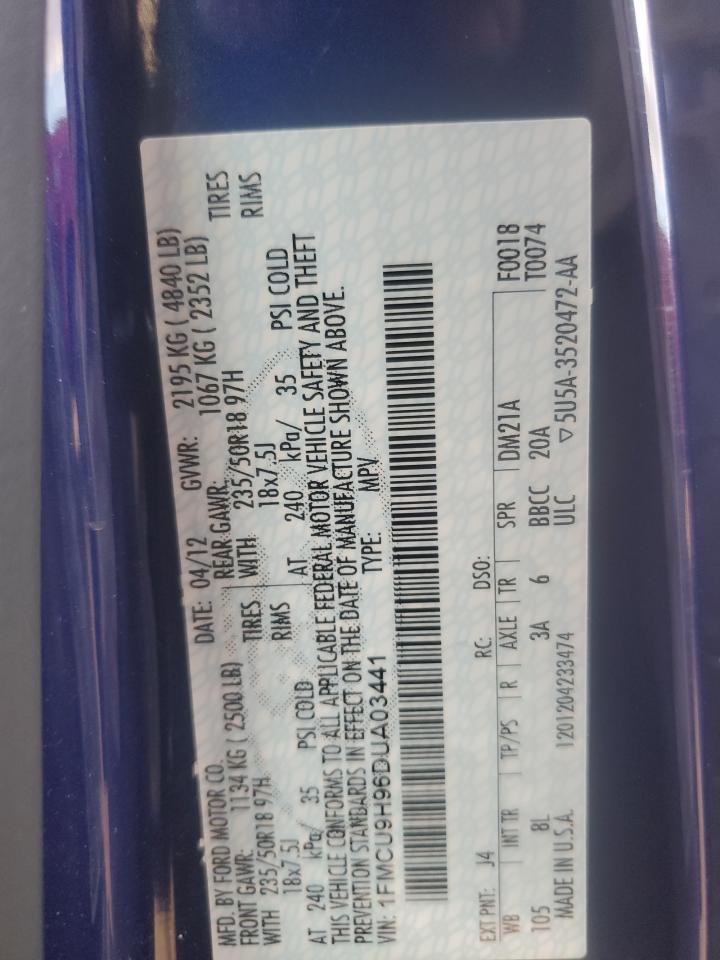 MFD. BY FORD MOTOR CO. DATE: 04/12 GVWR: 2195 KG ( 4840 LB)
FRONT GAWR: 1134 KG ( 2500 LB) REAR GAWR: 1067 KG ( 2352 LB)
WITH 235/50R18 97H TIRES WITH 235/50R18 97H TIRES
18x7.5J RIMS 18x7.5J RIMS
AT 240 kPa/ 35 PSI COLD AT 240 kPa/ 35 PSI COLD
THIS VEHICLE CONFORMS TO ALL APPLICABLE FEDERAL MOTOR VEHICLE SAFETY AND THEFT
PREVENTION STANDARDS IN EFFECT ON THE DATE OF MANUFACTURE SHOWN ABOVE.
VIN: 1FMCU9H96DUA03441 TYPE: MPV
EXT PNT: J4 RC: DSO: F0018
WB INT TR TP/PS R AXLE TR SPR DM21A T0074
105 8L 3A 6 BBCC 20A
MADE IN U.S.A. 1201204233474 ULC ▽5U5A-3520472-AA